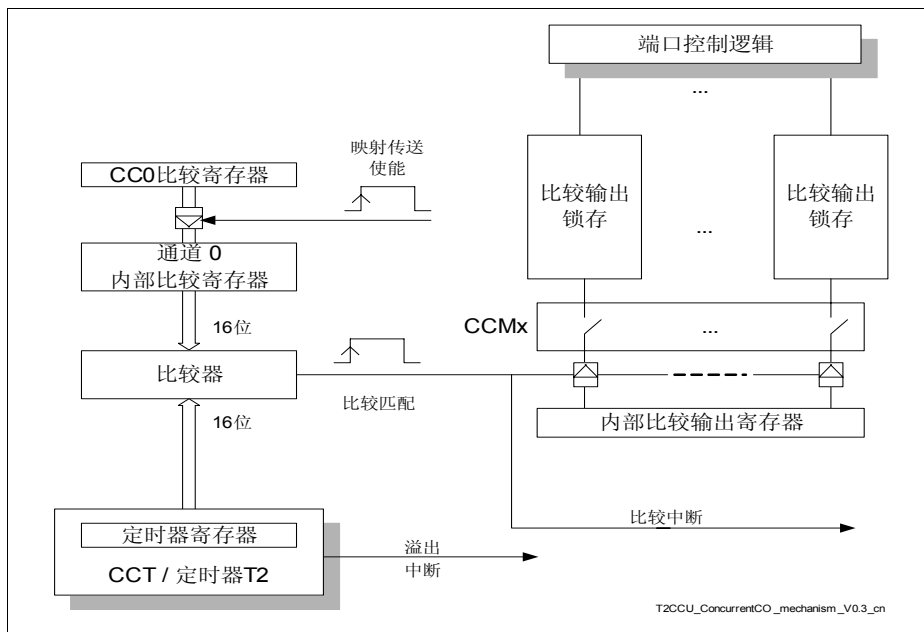 端口控制逻辑
...
映射传送
使能
CC0比较寄存器
比较输出
锁存
...
比较输出
锁存
通道 0
内部比较寄存器
CCMx
...
16位
比较器
比较匹配
内部比较输出寄存器
16位
比较中断
定时器寄存器
CCT / 定时器T2
溢出
中断
T2CCU_ConcurrentCO _mechanism _V0.3_cn